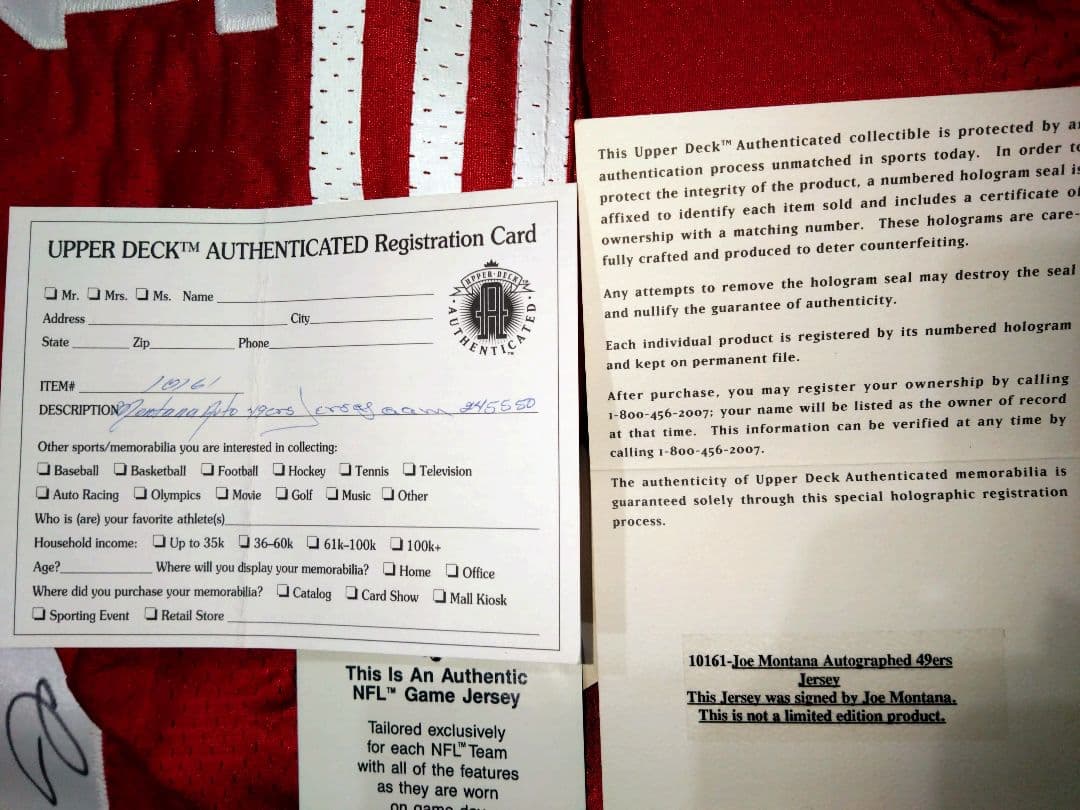 UPPER DECK™ AUTHENTICATED Registration Card
❏ Mr. ❏ Mrs. ❏ Ms. Name
Address City
State Zip Phone
UPPER DECK
AUTHENTICATED
ITEM# 10161
DESCRIPTION Montana Auto 49ers Jersey
Other sports/memorabilia you are interested in collecting:
❏ Baseball ❏ Basketball ❏ Football ❏ Hockey ❏ Tennis ❏ Television
❏ Auto Racing ❏ Olympics ❏ Movie ❏ Golf ❏ Music ❏ Other
Who is (are) your favorite athlete(s)
Household income: ❏ Up to 35k ❏ 36–60k ❏ 61k–100k ❏ 100k+
Age? Where will you display your memorabilia? ❏ Home ❏ Office
Where did you purchase your memorabilia? ❏ Catalog ❏ Card Show ❏ Mall Kiosk
❏ Sporting Event ❏ Retail Store
This Is An Authentic
NFL™ Game Jersey
Tailored exclusively
for each NFL™ Team
with all of the features
as they are worn
on game
This Upper Deck™ Authenticated collectible is protected by
authentication process unmatched in sports today. In order
protect the integrity of the product, a numbered hologram seal
affixed to identify each item sold and includes a certificate
ownership with a matching number. These holograms are care-
fully crafted and produced to deter counterfeiting.
Any attempts to remove the hologram seal may destroy the seal
and nullify the guarantee of authenticity.
Each individual product is registered by its numbered hologram
and kept on permanent file.
After purchase, you may register your ownership by calling
1-800-456-2007; your name will be listed as the owner of record
at that time. This information can be verified at any time by
calling 1-800-456-2007.
The authenticity of Upper Deck Authenticated memorabilia is
guaranteed solely through this special holographic registration
process.
10161-Joe Montana Autographed 49ers
Jersey
This Jersey was signed by Joe Montana.
This is not a limited edition product.